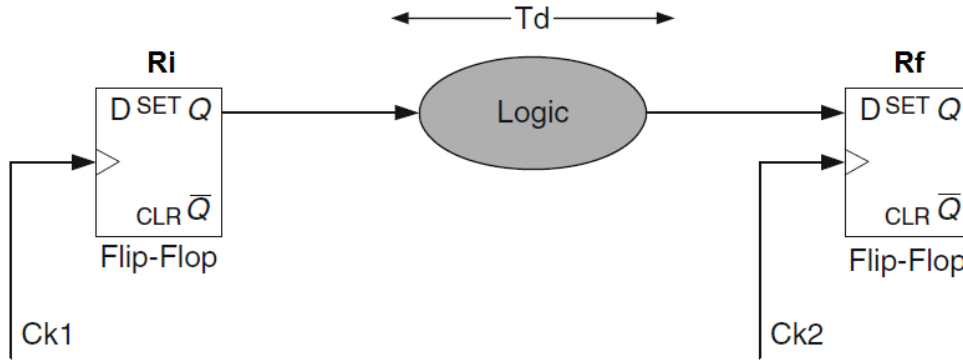 Td
Ri
Rf
D SET Q
Logic
D SET Q
CLR Q̅
CLR Q̅
Flip-Flop
Flip-Flop
Ck1
Ck2